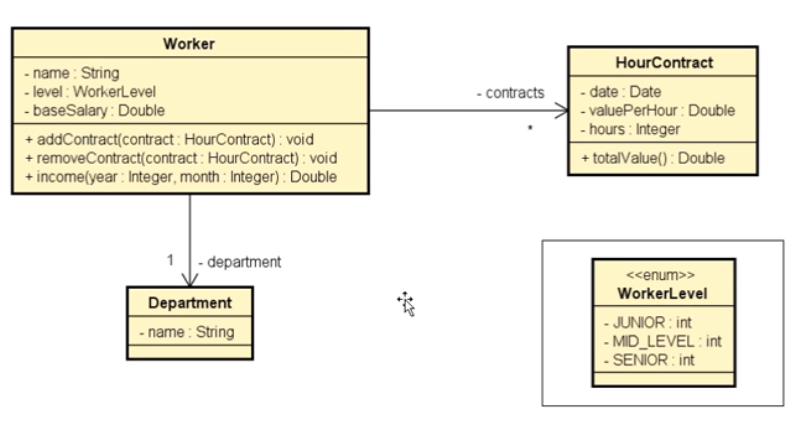 Worker
- name : String
- level : WorkerLevel
- baseSalary : Double
+ addContract(contract : HourContract) : void
+ removeContract(contract : HourContract) : void
+ income(year : Integer, month : Integer) : Double
- contracts
*
HourContract
- date : Date
- valuePerHour : Double
- hours : Integer
+ totalValue() : Double
1
- department
Department
- name : String
<<enum>>
WorkerLevel
- JUNIOR : int
- MID_LEVEL : int
- SENIOR : int